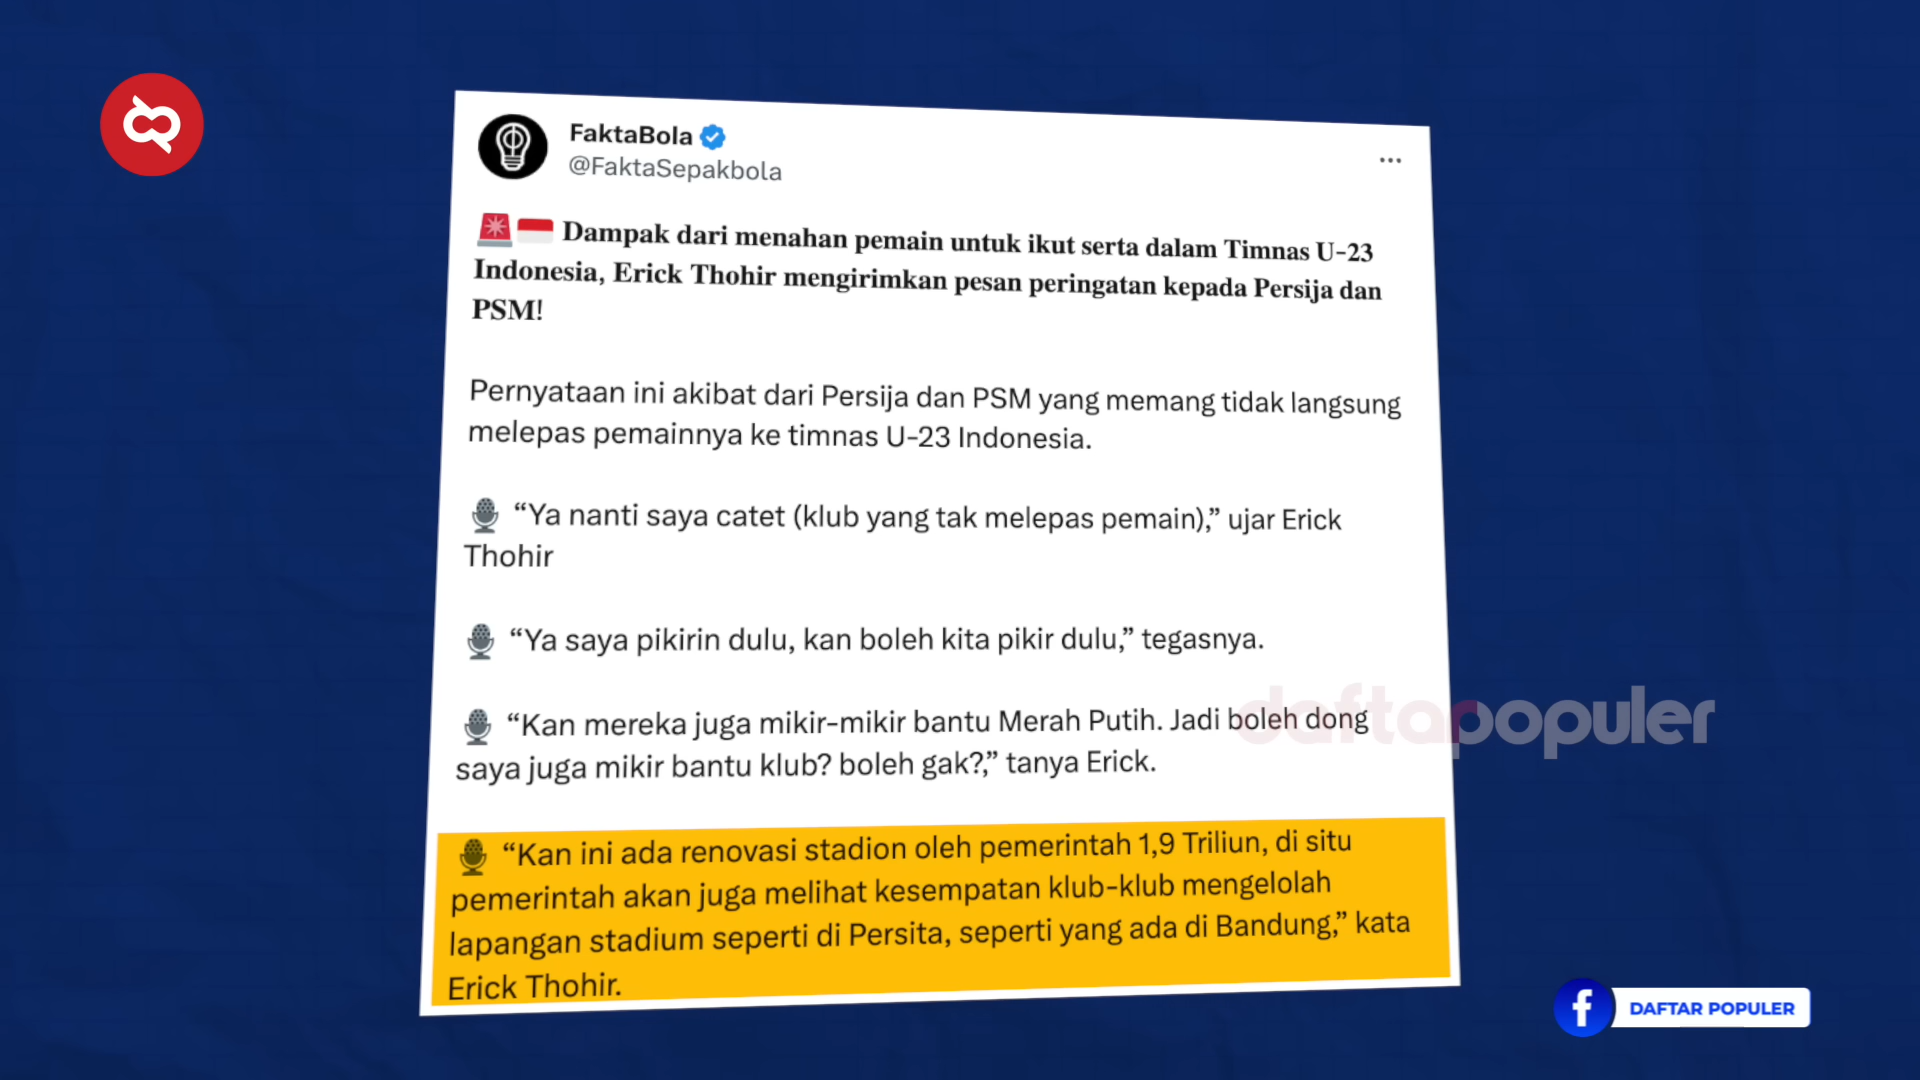 FaktaBola
@FaktaSepakbola
Dampak dari menahan pemain untuk ikut serta dalam Timnas U-23
Indonesia, Erick Thohir mengirimkan pesan peringatan kepada Persija dan
PSM!
Pernyataan ini akibat dari Persija dan PSM yang memang tidak langsung
melepas pemainnya ke timnas U-23 Indonesia.
“Ya nanti saya catet (klub yang tak melepas pemain),” ujar Erick
Thohir
“Ya saya pikirin dulu, kan boleh kita pikir dulu,” tegasnya.
“Kan mereka juga mikir-mikir bantu Merah Putih. Jadi boleh dong
saya juga mikir bantu klub? boleh gak?,” tanya Erick.
daftarpopuler
“Kan ini ada renovasi stadion oleh pemerintah 1,9 Triliun, di situ
pemerintah akan juga melihat kesempatan klub-klub mengelolah
lapangan stadium seperti di Persita, seperti yang ada di Bandung,” kata
Erick Thohir.
DAFTAR POPULER